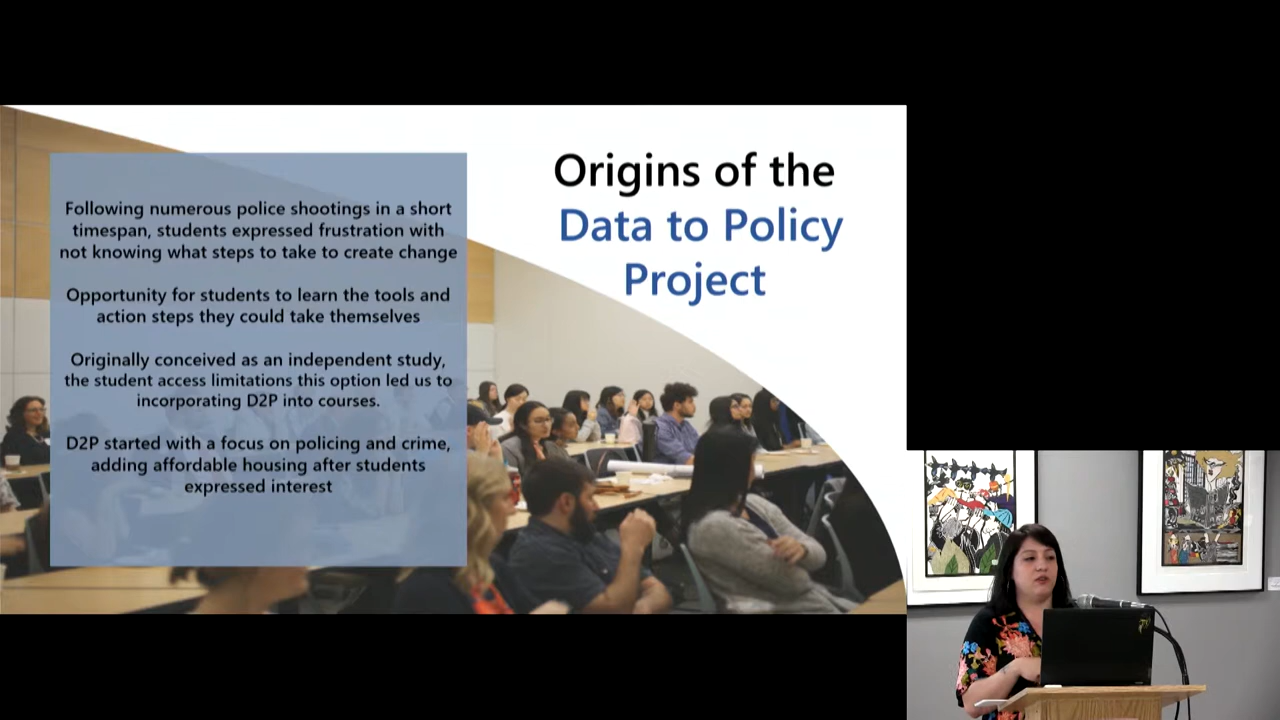 Origins of the
Data to Policy
Project
Following numerous police shootings in a short
timespan, students expressed frustration with
not knowing what steps to take to create change
Opportunity for students to learn the tools and
action steps they could take themselves
Originally conceived as an independent study,
the student access limitations this option led us to
incorporating D2P into courses.
D2P started with a focus on policing and crime,
adding affordable housing after students
expressed interest